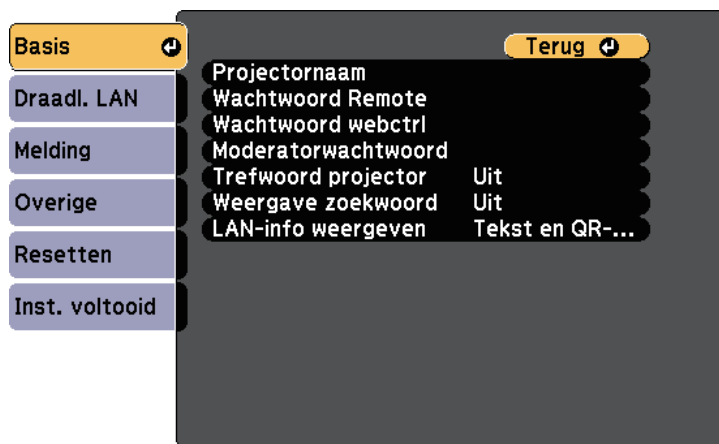 Basis
Draadl. LAN
Melding
Overige
Resetten
Inst. voltooid
Terug
Projectornaam
Wachtwoord Remote
Wachtwoord webctrl
Moderatorwachtwoord
Trefwoord projector Uit
Weergave zoekwoord Uit
LAN-info weergeven Tekst en QR-...